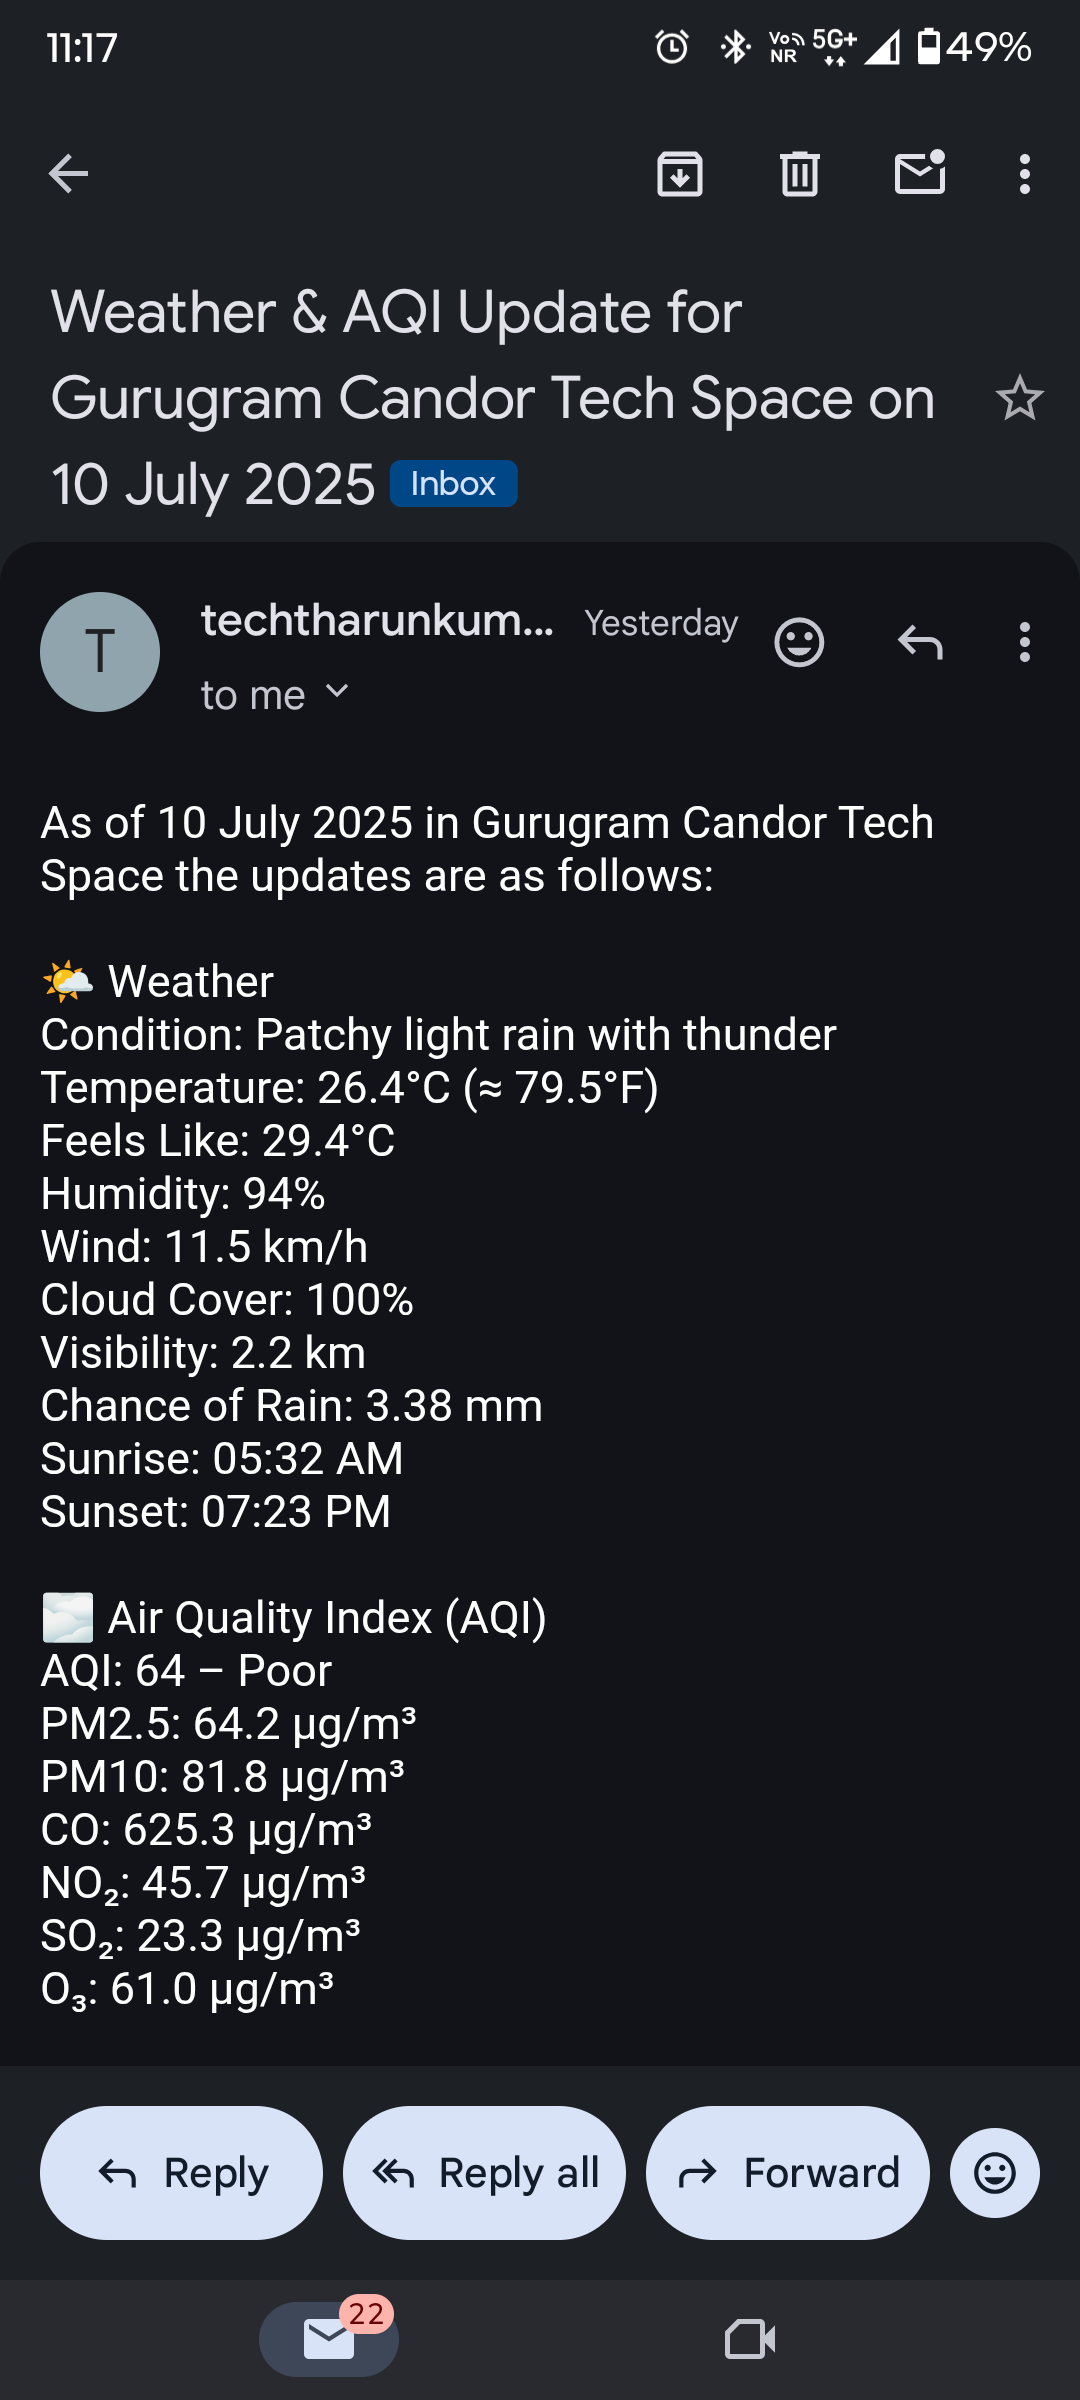 11:17
Vo NR 5G+ 49%
Weather & AQI Update for
Gurugram Candor Tech Space on
10 July 2025 Inbox
T
techtharunkum... Yesterday
to me
As of 10 July 2025 in Gurugram Candor Tech
Space the updates are as follows:
🌤️ Weather
Condition: Patchy light rain with thunder
Temperature: 26.4°C (≈ 79.5°F)
Feels Like: 29.4°C
Humidity: 94%
Wind: 11.5 km/h
Cloud Cover: 100%
Visibility: 2.2 km
Chance of Rain: 3.38 mm
Sunrise: 05:32 AM
Sunset: 07:23 PM
🌫️ Air Quality Index (AQI)
AQI: 64 – Poor
PM2.5: 64.2 µg/m³
PM10: 81.8 µg/m³
CO: 625.3 µg/m³
NO₂: 45.7 µg/m³
SO₂: 23.3 µg/m³
O₃: 61.0 µg/m³
Reply Reply all Forward
22